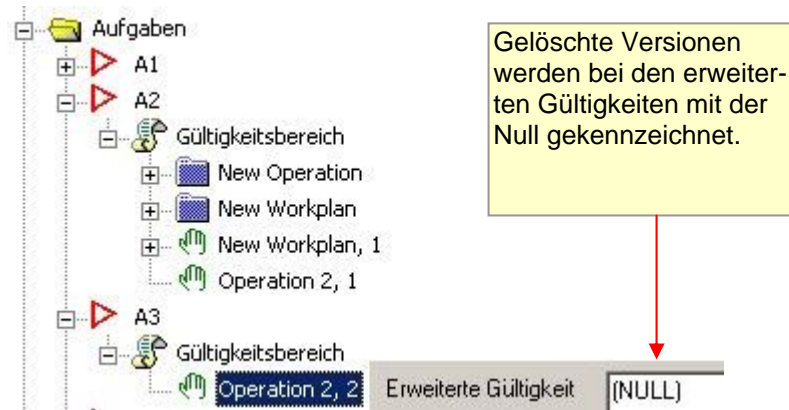 Aufgaben
A1
A2
Gültigkeitsbereich
New Operation
New Workplan
New Workplan, 1
Operation 2, 1
A3
Gültigkeitsbereich
Operation 2, 2
Erweiterte Gültigkeit (NULL)
Gelöschte Versionen
werden bei den erweiter-
ten Gültigkeiten mit der
Null gekennzeichnet.